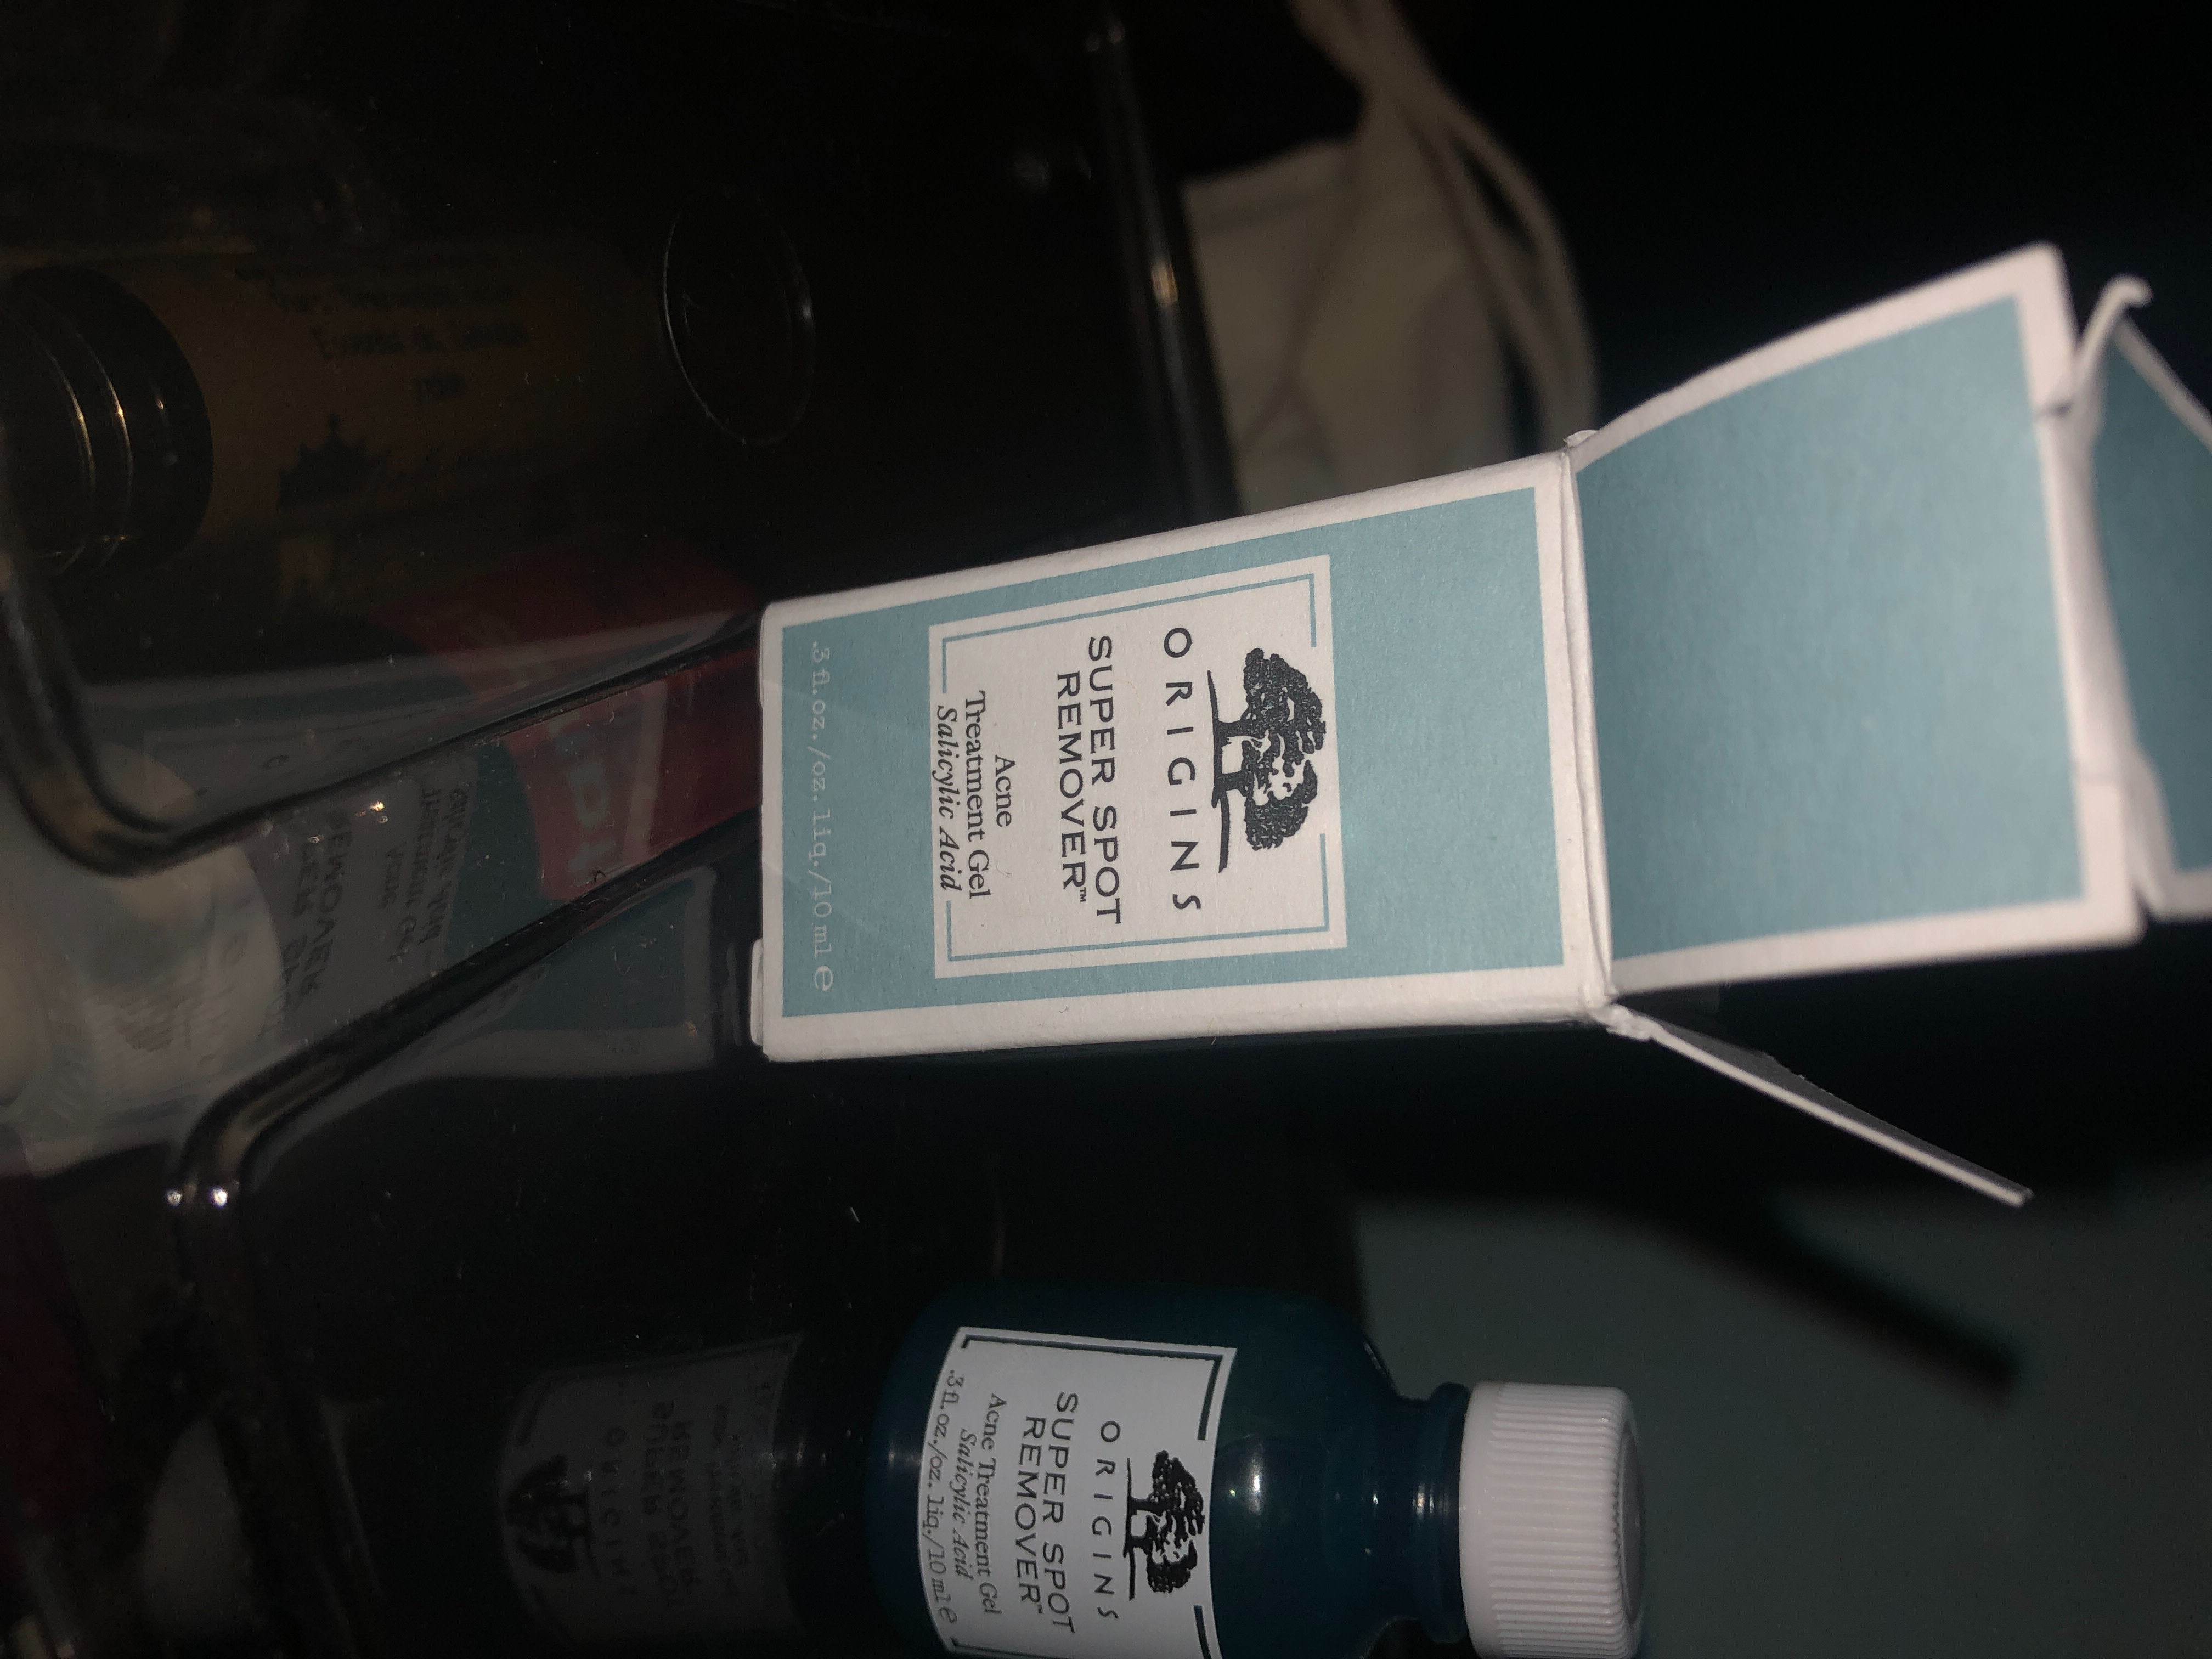 ORIGINS
SUPER SPOT
REMOVER™
Acne
Treatment Gel
Salicylic Acid
.3 fl.oz./oz. liq./10 ml e
ORIGINS
SUPER SPOT
REMOVER™
Acne Treatment Gel
Salicylic Acid
.3 fl.oz./oz. liq./10 ml e